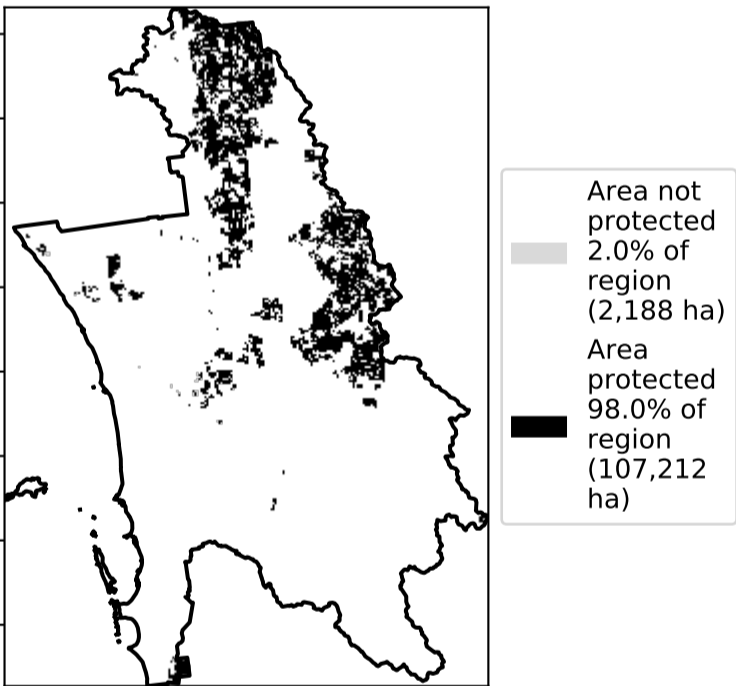 Area not
protected
2.0% of
region
(2,188 ha)
Area
protected
98.0% of
region
(107,212
ha)